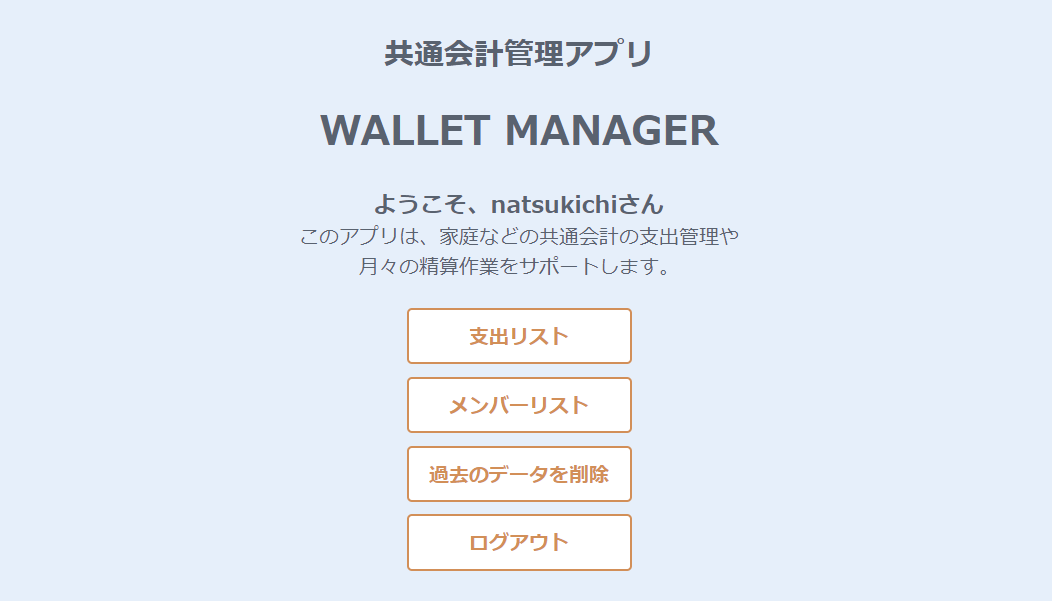 共通会計管理アプリ
WALLET MANAGER
ようこそ、natsukichiさん
このアプリは、家庭などの共通会計の支出管理や
月々の精算作業をサポートします。
支出リスト
メンバーリスト
過去のデータを削除
ログアウト